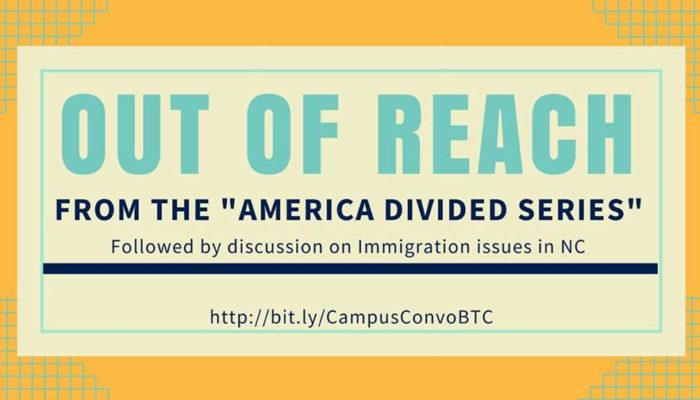 OUT OF REACH
FROM THE "AMERICA DIVIDED SERIES"
Followed by discussion on Immigration issues in NC
http://bit.ly/CampusConvoBTC